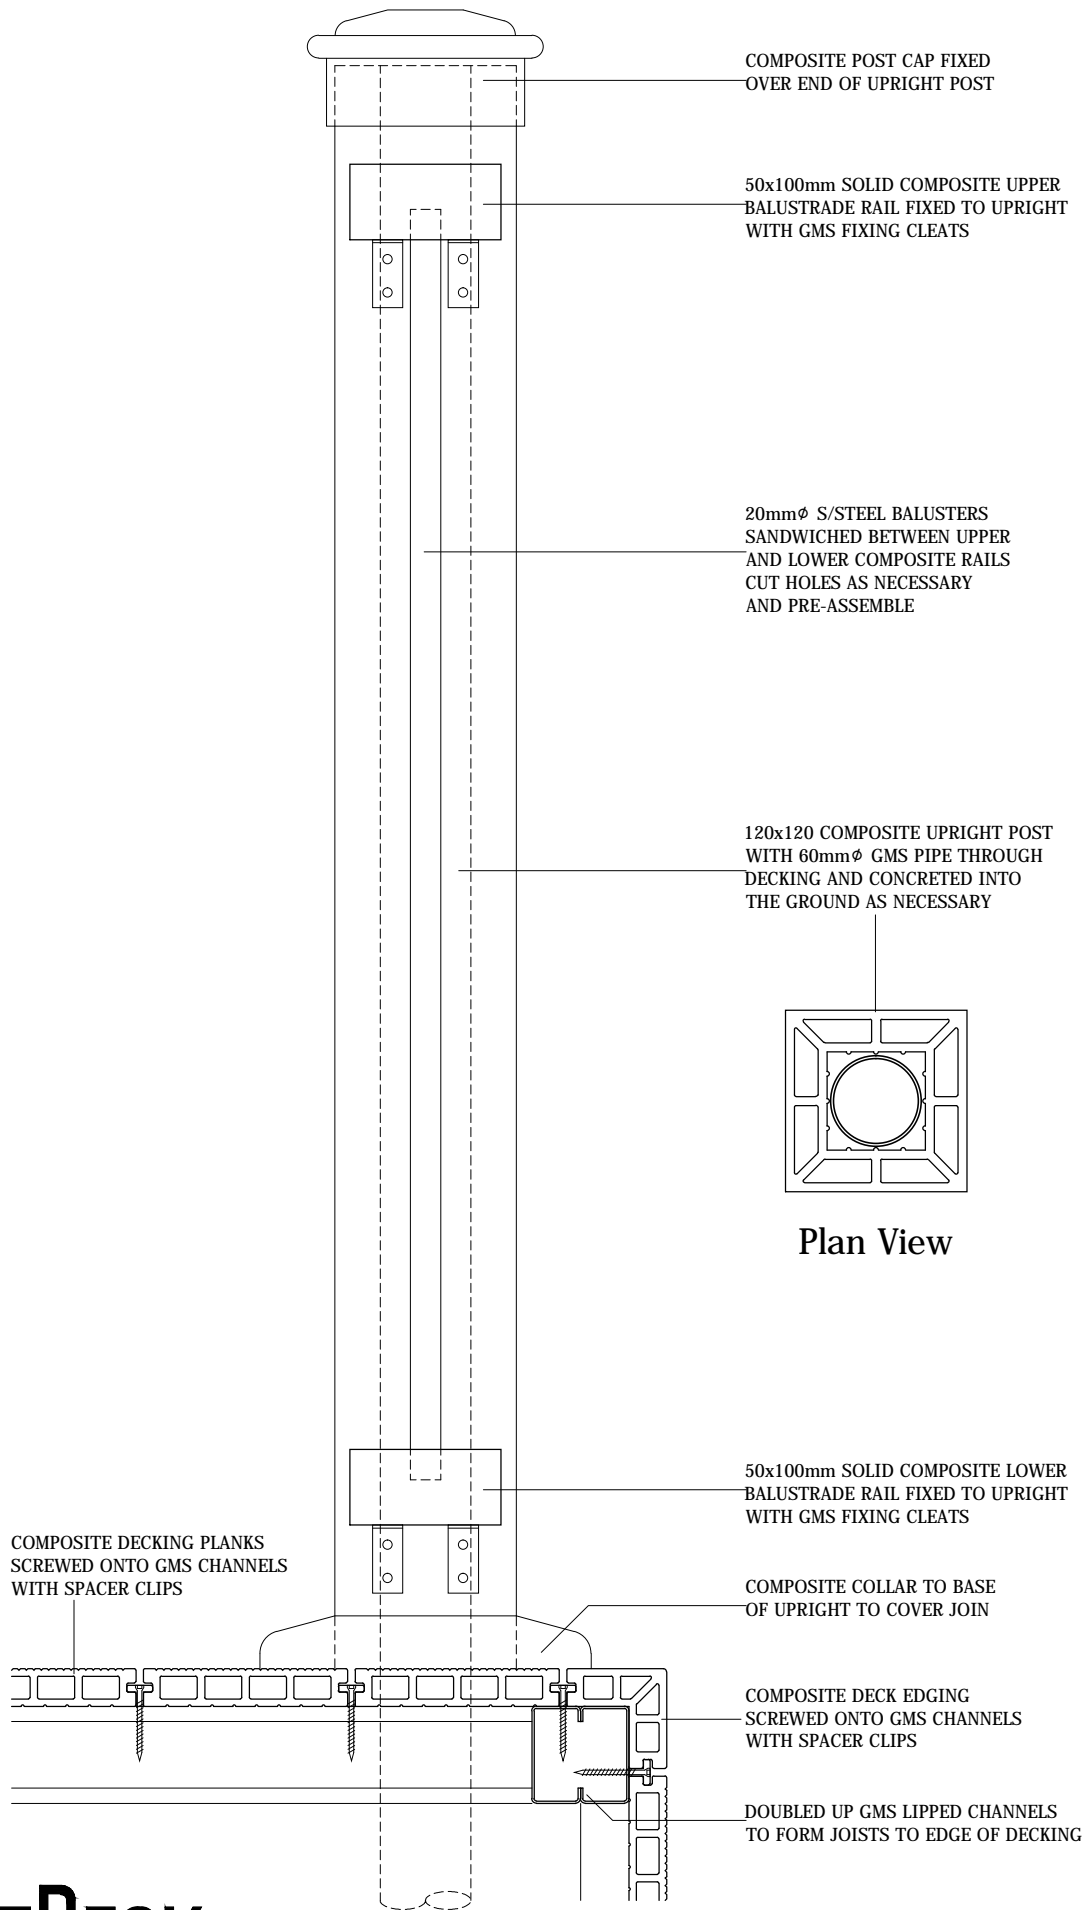 COMPOSITE POST CAP FIXED
OVER END OF UPRIGHT POST
50x100mm SOLID COMPOSITE UPPER
BALUSTRADE RAIL FIXED TO UPRIGHT
WITH GMS FIXING CLEATS
20mmϕ S/STEEL BALUSTERS
SANDWICHED BETWEEN UPPER
AND LOWER COMPOSITE RAILS
CUT HOLES AS NECESSARY
AND PRE-ASSEMBLE
120x120 COMPOSITE UPRIGHT POST
WITH 60mmϕ GMS PIPE THROUGH
DECKING AND CONCRETED INTO
THE GROUND AS NECESSARY
Plan View
50x100mm SOLID COMPOSITE LOWER
BALUSTRADE RAIL FIXED TO UPRIGHT
WITH GMS FIXING CLEATS
COMPOSITE DECKING PLANKS
SCREWED ONTO GMS CHANNELS
WITH SPACER CLIPS
COMPOSITE COLLAR TO BASE
OF UPRIGHT TO COVER JOIN
COMPOSITE DECK EDGING
SCREWED ONTO GMS CHANNELS
WITH SPACER CLIPS
DOUBLED UP GMS LIPPED CHANNELS
TO FORM JOISTS TO EDGE OF DECKING